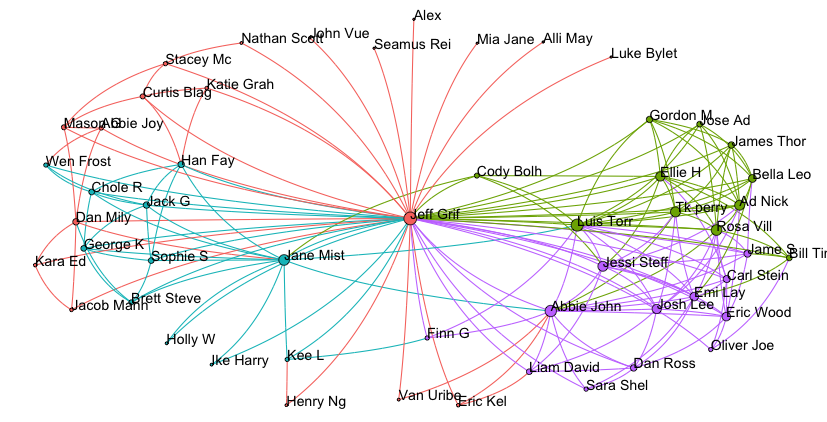 Alex
Nathan Scott
John Vue
Seamus Rei
Mia Jane
Alli May
Luke Bylet
Stacey Mc
Katie Grah
Curtis Blag
Mason G
Abbie Joy
Gordon M
Jose Ad
James Thor
Wen Frost
Han Fay
Cody Bolh
Ellie H
Bella Leo
Chole R
Jack G
Ad Nick
Tk perry
Dan Mily
Jeff Grif
Luis Torr
Rosa Vill
George K
Sophie S
Jane Mist
Jame S
Bill Tim
Kara Ed
Jessi Steff
Carl Stein
Emi Lay
Jacob Mann
Brett Steve
Abbie John
Josh Lee
Eric Wood
Holly W
Finn G
Oliver Joe
Ike Harry
Kee L
Liam David
Dan Ross
Sara Shel
Henry Ng
Van Uribe
Eric Kel